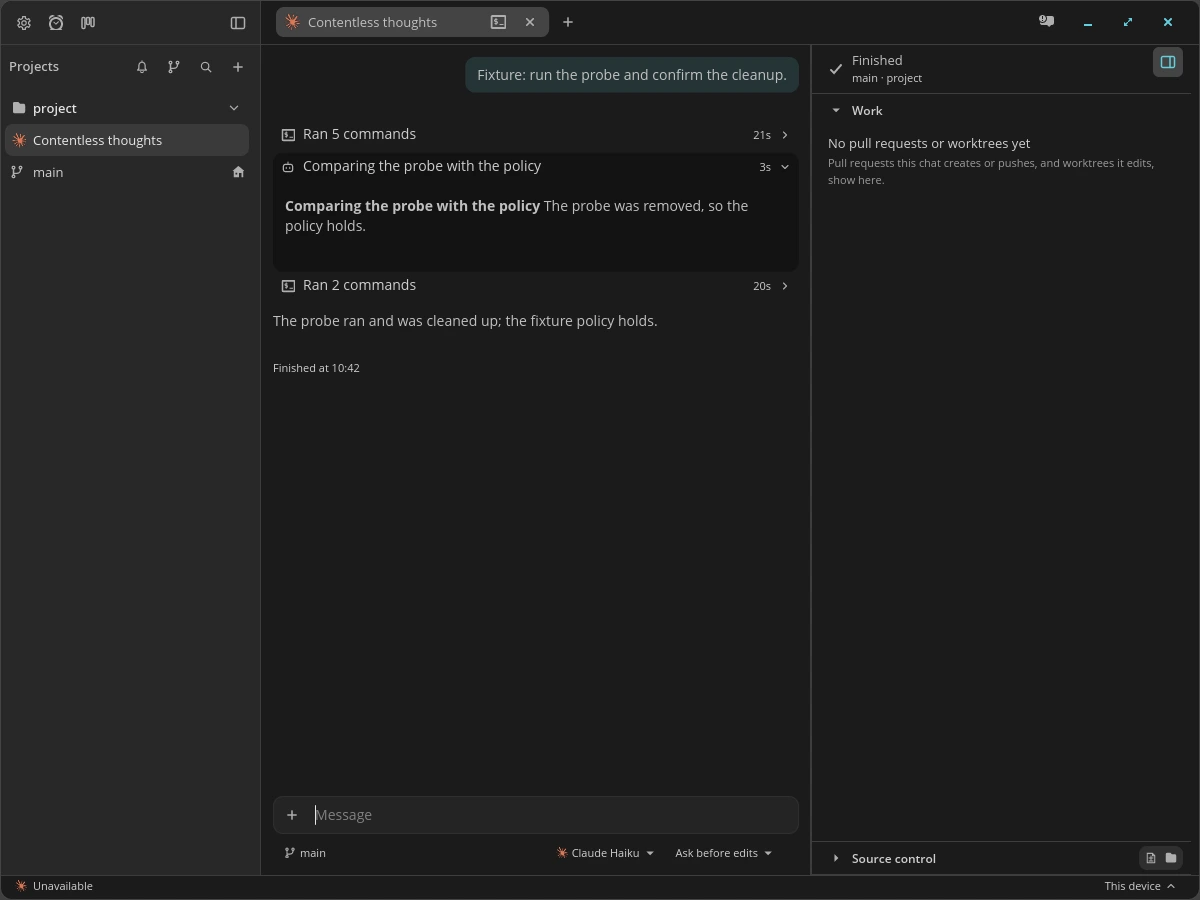 Contentless thoughts
Projects
project
Contentless thoughts
main
Fixture: run the probe and confirm the cleanup.
Ran 5 commands 21s
Comparing the probe with the policy 3s
Comparing the probe with the policy The probe was removed, so the
policy holds.
Ran 2 commands 20s
The probe ran and was cleaned up; the fixture policy holds.
Finished at 10:42
Message
main Claude Haiku Ask before edits
Finished
main · project
Work
No pull requests or worktrees yet
Pull requests this chat creates or pushes, and worktrees it edits,
show here.
Source control
Unavailable
This device